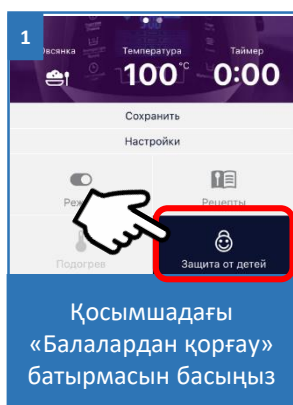 1
Овсянка
Температура
Таймер
100°C
0:00
Сохранить
Настройки
Рецепты
Подогрев
Защита от детей
Қосымшадағы
«Балалардан қорғау»
батырмасын басыңыз